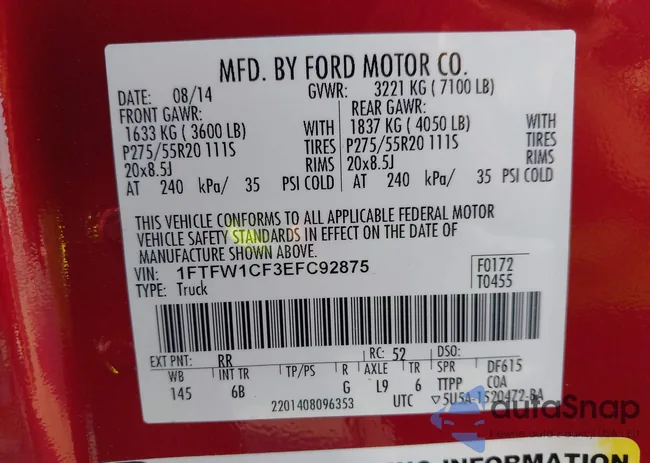 MFD. BY FORD MOTOR CO.
DATE: 08/14 GVWR: 3221 KG ( 7100 LB)
FRONT GAWR: REAR GAWR:
1633 KG ( 3600 LB) WITH 1837 KG ( 4050 LB) WITH
P275/55R20 111S TIRES P275/55R20 111S TIRES
20x8.5J RIMS 20x8.5J RIMS
AT 240 kPa/ 35 PSI COLD AT 240 kPa/ 35 PSI COLD
THIS VEHICLE CONFORMS TO ALL APPLICABLE FEDERAL MOTOR
VEHICLE SAFETY STANDARDS IN EFFECT ON THE DATE OF
MANUFACTURE SHOWN ABOVE.
VIN: 1FTFW1CF3EFC92875 F0172
TYPE: Truck T0455
EXT PNT: RR RC: 52 DSO:
WB INT TR TP/PS R AXLE TR SPR DF615
145 6B G L9 6 TTPP COA
2201408096353 UTC ▽5U5A-1520472-BA
autoSnap
INFORMATION